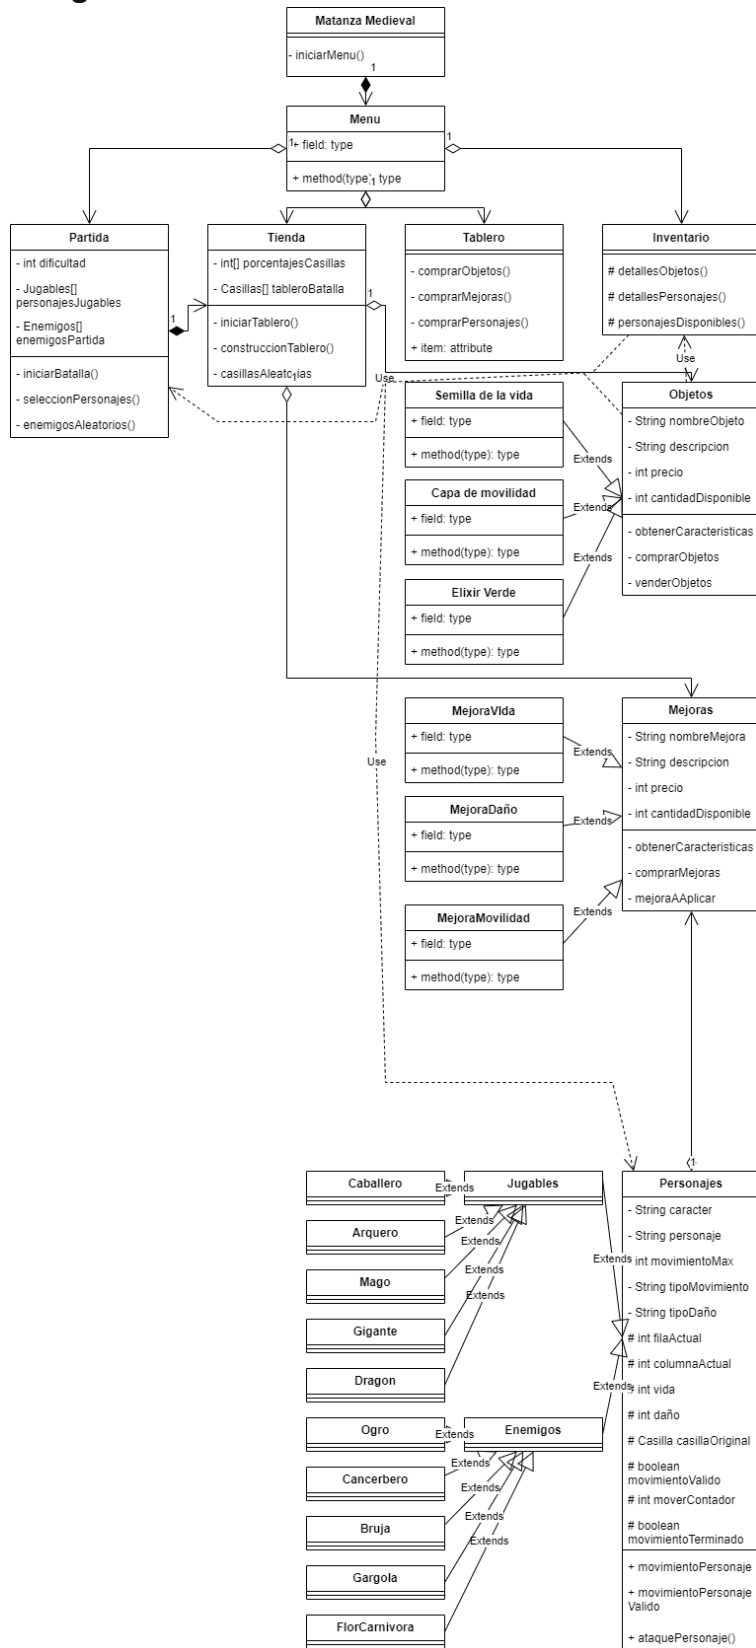 Matanza Medieval
- iniciarMenu()
1
Menu
1
+ field: type
1
+ method(type): type
1
Partida
- int dificultad
- Jugables[]
personajesJugables
- Enemigos[]
enemigosPartida
- iniciarBatalla()
- seleccionPersonajes()
- enemigosAleatorios()
1
Tienda
- int[] porcentajesCasillas
- Casillas[] tableroBatalla
- iniciarTablero()
- construccionTablero()
- casillasAleatorias
1
1
Tablero
- comprarObjetos()
- comprarMejoras()
- comprarPersonajes()
+ item: attribute
Inventario
# detallesObjetos()
# detallesPersonajes()
# personajesDisponibles()
Use
Use
Semilla de la vida
+ field: type
+ method(type): type
Extends
Capa de movilidad
+ field: type
+ method(type): type
Extends
Elixir Verde
+ field: type
+ method(type): type
Extends
Objetos
- String nombreObjeto
- String descripcion
- int precio
- int cantidadDisponible
- obtenerCaracteristicas
- comprarObjetos
- venderObjetos
Use
MejoraVIda
+ field: type
+ method(type): type
Extends
MejoraDaño
+ field: type
+ method(type): type
Extends
MejoraMovilidad
+ field: type
+ method(type): type
Extends
Mejoras
- String nombreMejora
- String descripcion
- int precio
- int cantidadDisponible
- obtenerCaracteristicas
- comprarMejoras
- mejoraAAplicar
1
Caballero
Extends
Jugables
Arquero
Extends
Mago
Extends
Gigante
Extends
Dragon
Extends
Ogro
Extends
Enemigos
Cancerbero
Extends
Bruja
Extends
Gargola
Extends
FlorCarnivora
Extends
Extends
Personajes
- String caracter
- String personaje
int movimientoMax
- String tipoMovimiento
- String tipoDaño
# int filaActual
# int columnaActual
# int vida
# int daño
# Casilla casillaOriginal
# boolean
movimientoValido
# int moverContador
# boolean
movimientoTerminado
+ movimientoPersonaje
+ movimientoPersonaje
Valido
+ ataquePersonaje()